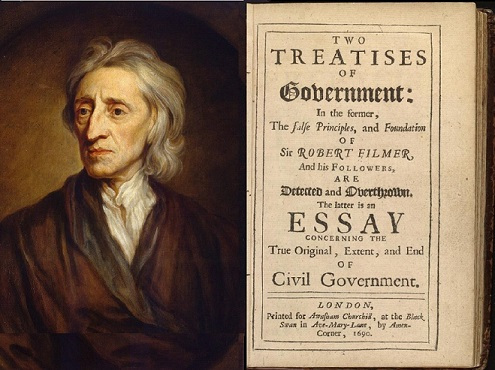 TWO
TREATISES
OF
Government:
In the former,
The false Principles, and Foundation
OF
Sir ROBERT FILMER,
And his FOLLOWERS,
ARE
Detected and Overthrown.
The latter is an
ESSAY
CONCERNING THE
True Original, Extent, and End
OF
Civil Government.
LONDON,
Printed for Awnsham Churchill, at the Black
Swan in Ave-Mary-Lane, by Amen-
Corner, 1690.